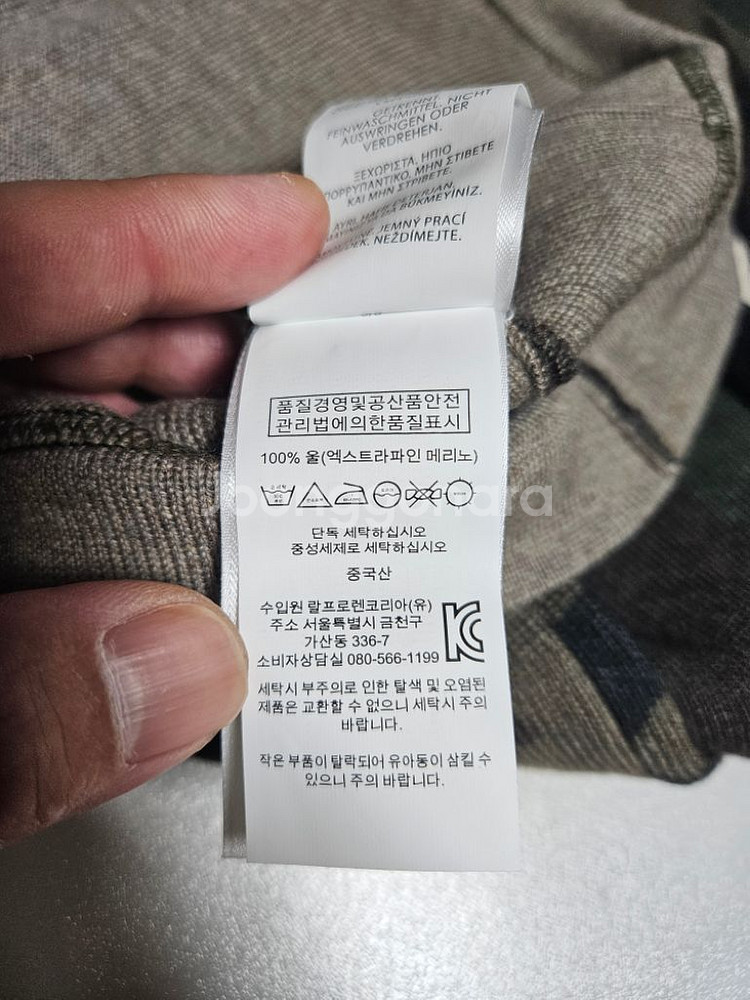 GETRENNT, NICHT
FEINWASCHMITTEL. NICHT
AUSWRINGEN ODER
VERDREHEN.
ΞΕΧΩΡΙΣΤΑ, ΗΠΙΟ
ΑΠΟΡΡΥΠΑΝΤΙΚΟ, ΜΗΝ ΣΤΙΒΕΤΕ
ΚΑΙ ΜΗΝ ΣΤΡΙΒΕΤΕ.
BÜKMEYİNİZ.
JEMNÝ PRACÍ
NEŽDÍMEJTE.
품질경영및공산품안전
관리법에의한품질표시
100% 울(엑스트라파인 메리노)
단독 세탁하십시오
중성세제로 세탁하십시오
중국산
수입원 랄프로렌코리아(유)
주소 서울특별시 금천구
가산동 336-7
소비자상담실 080-566-1199
세탁시 부주의로 인한 탈색 및 오염된
제품은 교환할 수 없으니 세탁시 주의
바랍니다.
작은 부품이 탈락되어 유아동이 삼킬 수
있으니 주의 바랍니다.